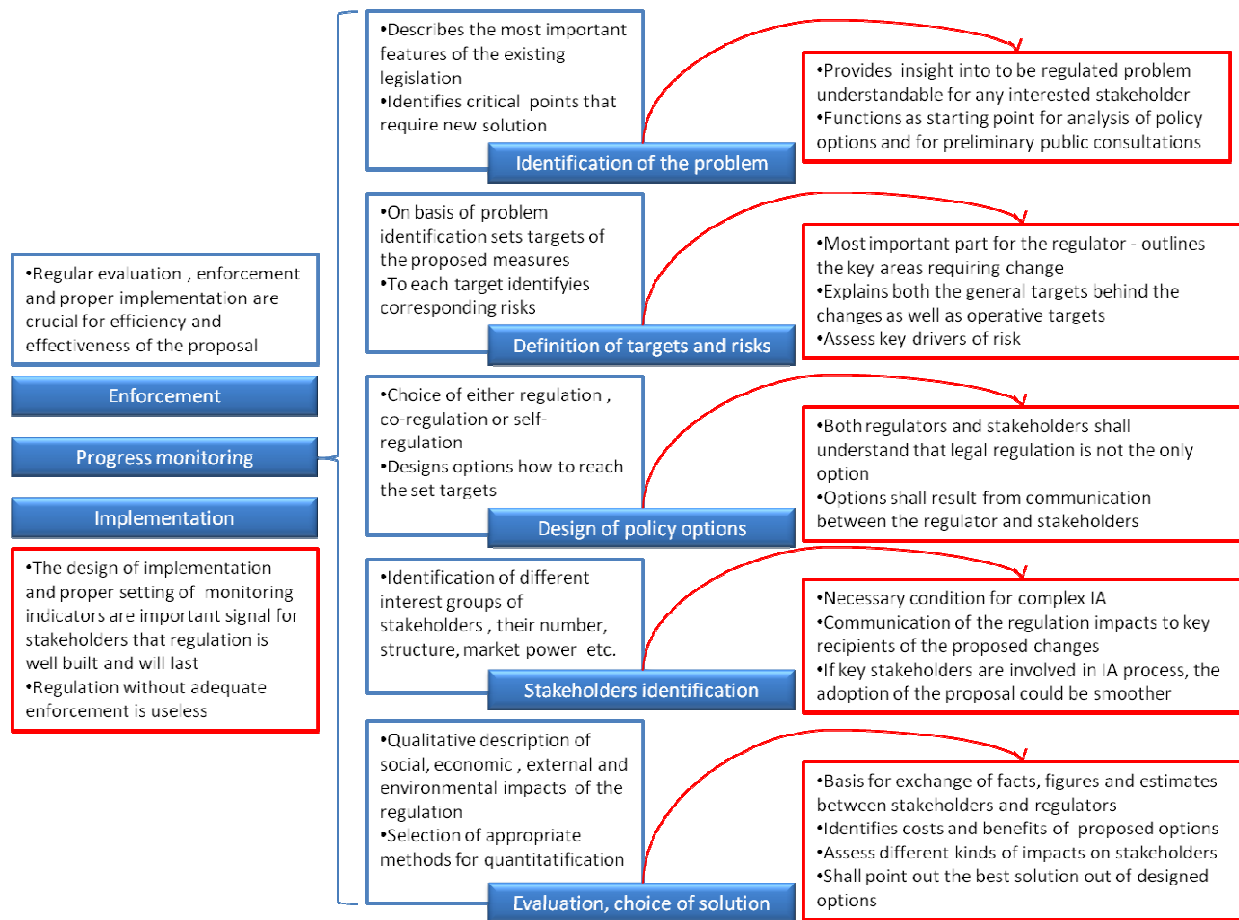 •Regular evaluation , enforcement
and proper implementation are
crucial for efficiency and
effectiveness of the proposal
Enforcement
Progress monitoring
Implementation
•The design of implementation
and proper setting of monitoring
indicators are important signal for
stakeholders that regulation is
well built and will last
•Regulation without adequate
enforcement is useless
•Describes the most important
features of the existing
legislation
•Identifies critical points that
require new solution
Identification of the problem
•Provides insight into to be regulated problem
understandable for any interested stakeholder
•Functions as starting point for analysis of policy
options and for preliminary public consultations
•On basis of problem
identification sets targets of
the proposed measures
•To each target identifyies
corresponding risks
Definition of targets and risks
•Most important part for the regulator - outlines
the key areas requiring change
•Explains both the general targets behind the
changes as well as operative targets
•Assess key drivers of risk
•Choice of either regulation ,
co-regulation or self-
regulation
•Designs options how to reach
the set targets
Design of policy options
•Both regulators and stakeholders shall
understand that legal regulation is not the only
option
•Options shall result from communication
between the regulator and stakeholders
•Identification of different
interest groups of
stakeholders , their number,
structure, market power etc.
Stakeholders identification
•Necessary condition for complex IA
•Communication of the regulation impacts to key
recipients of the proposed changes
•If key stakeholders are involved in IA process, the
adoption of the proposal could be smoother
•Qualitative description of
social, economic , external and
environmental impacts of the
regulation
•Selection of appropriate
methods for quantitatification
Evaluation, choice of solution
•Basis for exchange of facts, figures and estimates
between stakeholders and regulators
•Identifies costs and benefits of proposed options
•Assess different kinds of impacts on stakeholders
•Shall point out the best solution out of designed
options